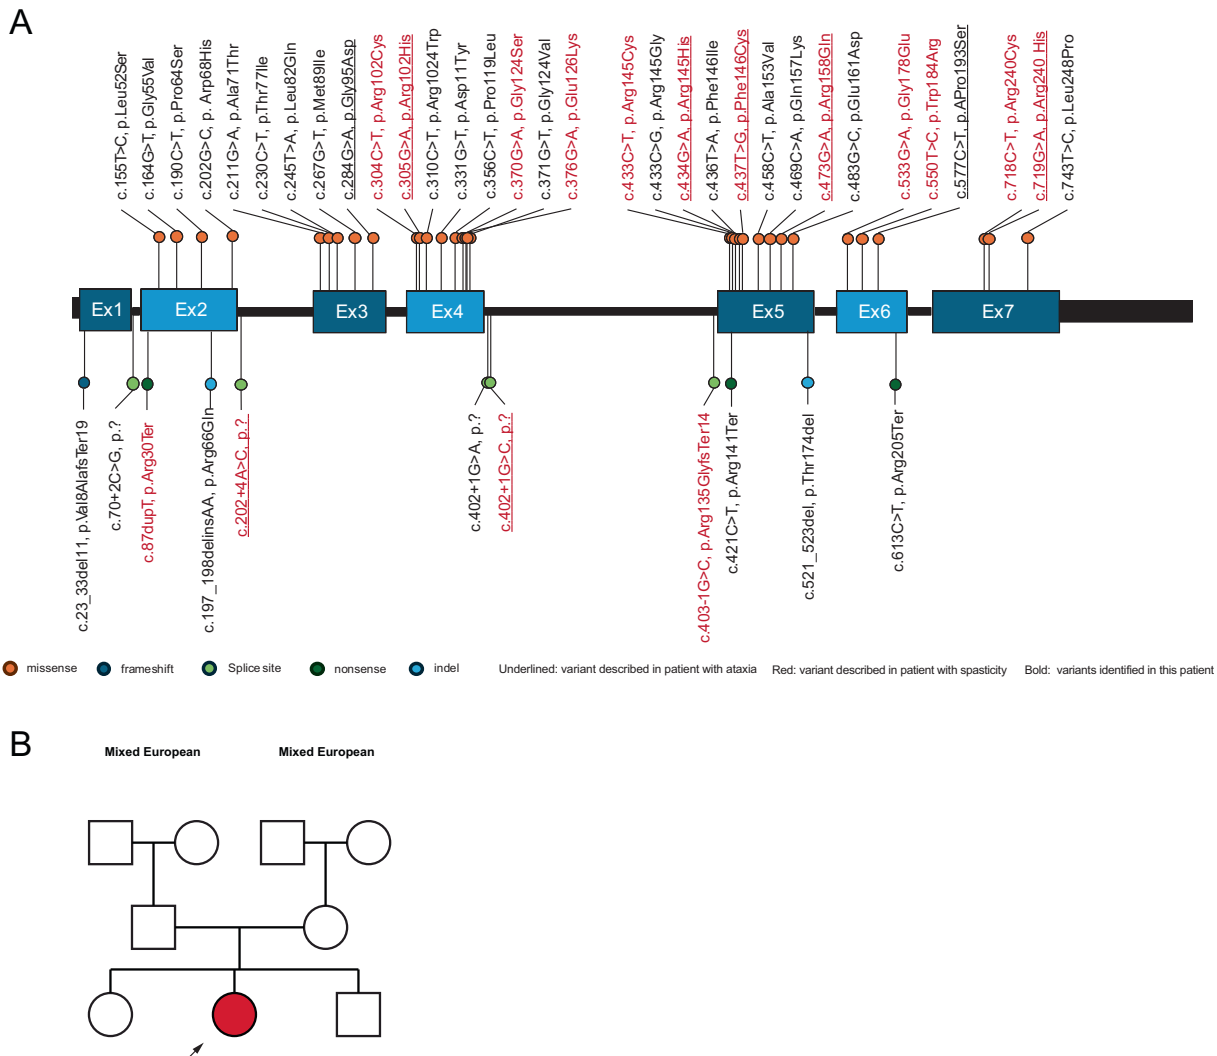 A
c.155T>C, p.Leu52Ser
c.164G>T, p.Gly55Val
c.190C>T, p.Pro64Ser
c.202G>C, p. Arp68His
c.211G>A, p.Ala71Thr
c.230C>T, p.Thr77Ile
c.245T>A, p.Leu82Gln
c.267G>T, p.Met89Ile
c.284G>A, p.Gly95Asp
c.304C>T, p.Arg102Cys
c.305G>A, p.Arg102His
c.310C>T, p.Arg1024Trp
c.331G>T, p.Asp11Tyr
c.356C>T, p.Pro119Leu
c.370G>A, p.Gly124Ser
c.371G>T, p.Gly124Val
c.376G>A, p.Glu126Lys
c.433C>T, p.Arg145Cys
c.433C>G, p.Arg145Gly
c.434G>A, p.Arg145His
c.436T>A, p.Phe146Ile
c.437T>G, p.Phe146Cys
c.458C>T, p.Ala153Val
c.469C>A, p.Gln157Lys
c.473G>A, p.Arg158Gln
c.483G>C, p.Glu161Asp
c.533G>A, p.Gly178Glu
c.550T>C, p.Trp184Arg
c.577C>T, p.APro193Ser
c.718C>T, p.Arg240Cys
c.719G>A, p.Arg240 His
c.743T>C, p.Leu248Pro
Ex1
Ex2
Ex3
Ex4
Ex5
Ex6
Ex7
c.23_33del11, p.Val8AlafsTer19
c.70+2C>G, p.?
c.87dupT, p.Arg30Ter
c.197_198delinsAA, p.Arg66Gln
c.202+4A>C, p.?
c.402+1G>A, p.?
c.402+1G>C, p.?
c.403-1G>C, p.Arg135GlyfsTer14
c.421C>T, p.Arg141Ter
c.521_523del, p.Thr174del
c.613C>T, p.Arg205Ter
missense
frameshift
Splice site
nonsense
indel
Underlined: variant described in patient with ataxia
Red: variant described in patient with spasticity
Bold: variants identified in this patient
B
Mixed European
Mixed European